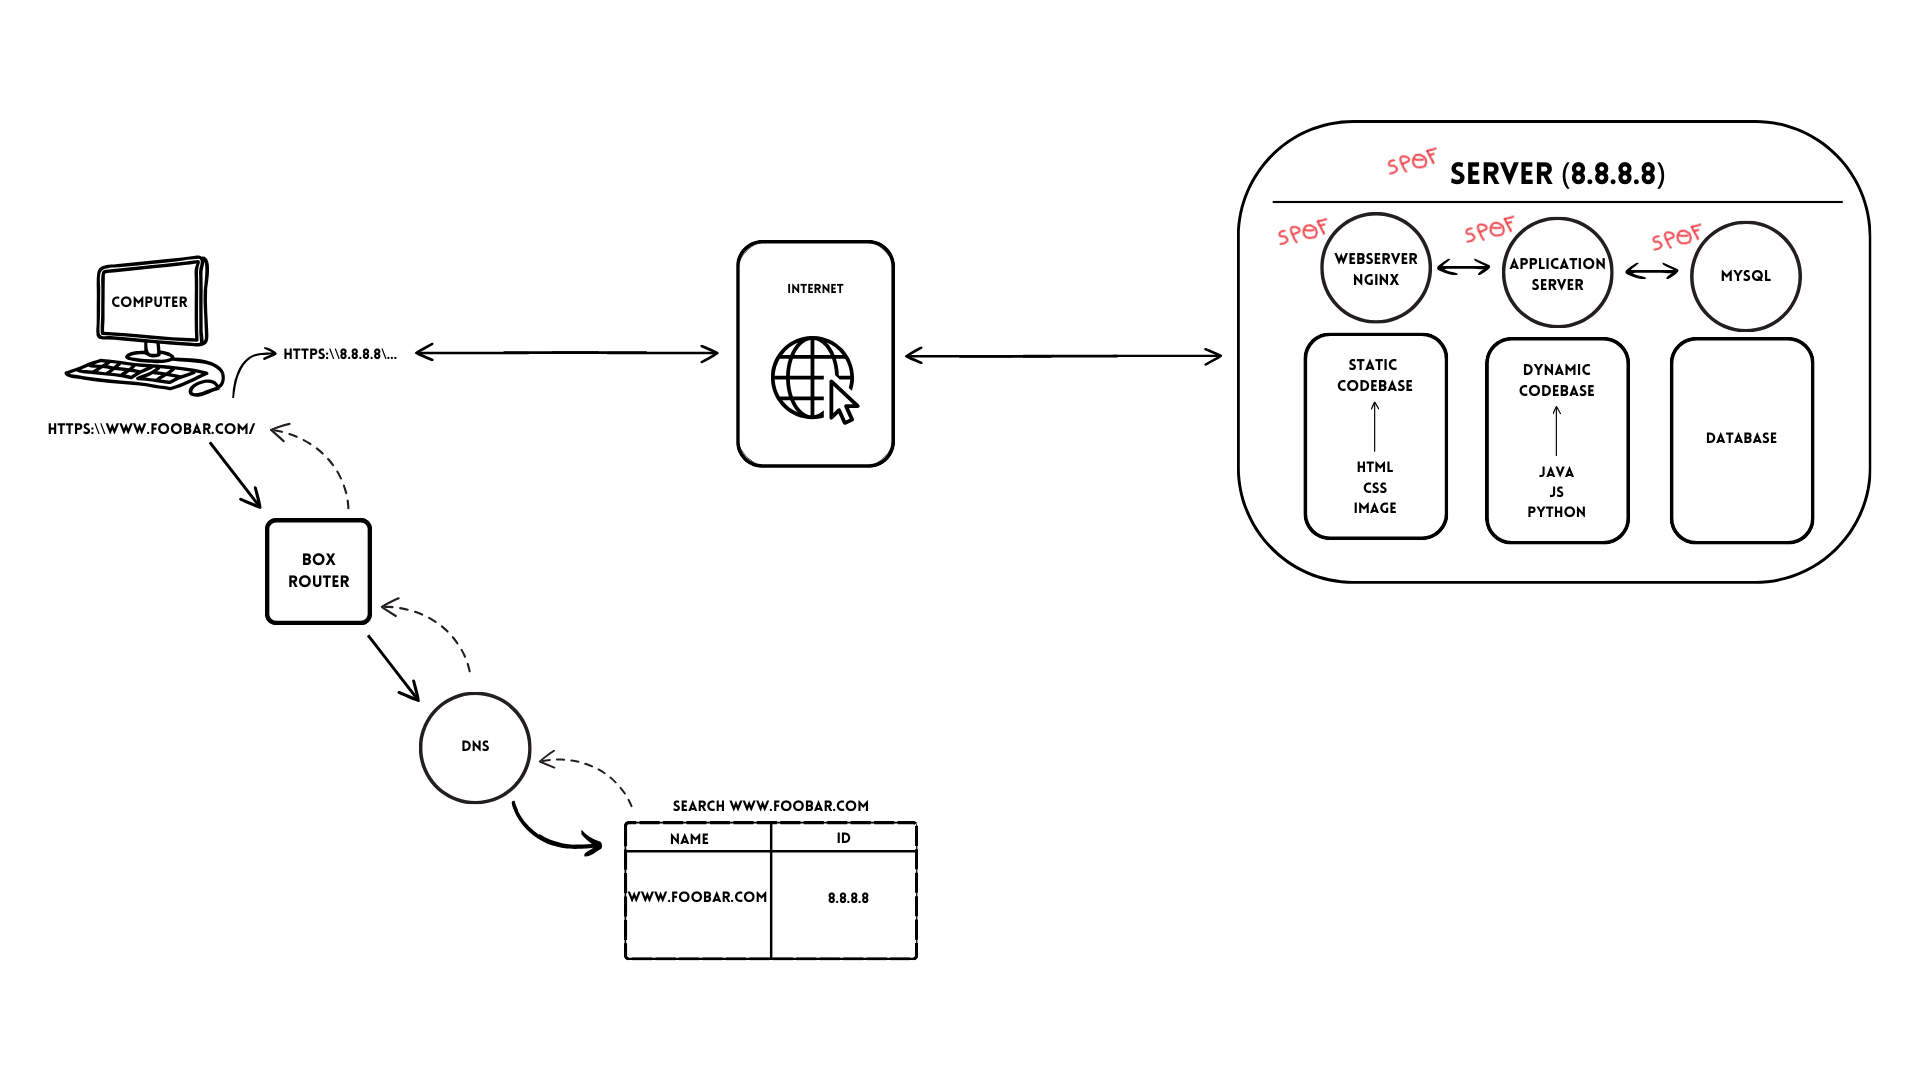 SPOF
SERVER (8.8.8.8)
SPOF
SPOF
SPOF
WEBSERVER
NGINX
APPLICATION
SERVER
MYSQL
COMPUTER
INTERNET
HTTPS:\\8.8.8.8\...
STATIC
CODEBASE
HTML
CSS
IMAGE
DYNAMIC
CODEBASE
JAVA
JS
PYTHON
DATABASE
HTTPS:\\WWW.FOOBAR.COM/
BOX
ROUTER
DNS
SEARCH WWW.FOOBAR.COM
NAME
ID
WWW.FOOBAR.COM
8.8.8.8